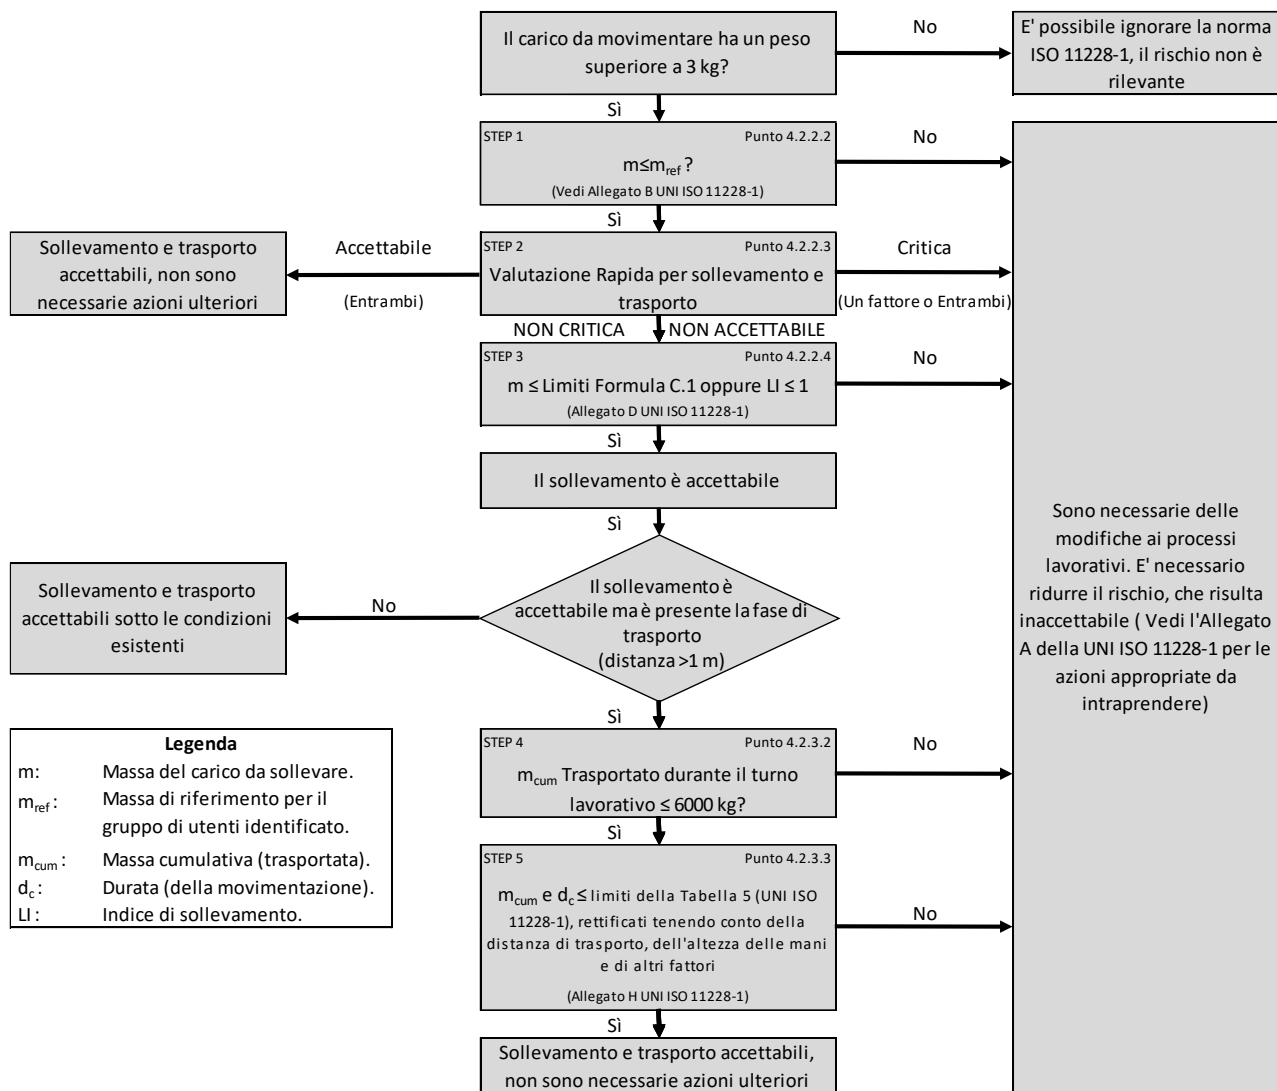 Il carico da movimentare ha un peso
superiore a 3 kg?
No
E' possibile ignorare la norma
ISO 11228-1, il rischio non è
rilevante
Sì
STEP 1 Punto 4.2.2.2
m≤m_ref ?
(Vedi Allegato B UNI ISO 11228-1)
No
Sì
Sollevamento e trasporto
accettabili, non sono
necessarie azioni ulteriori
Accettabile
(Entrambi)
STEP 2 Punto 4.2.2.3
Valutazione Rapida per sollevamento e
trasporto
Critica
(Un fattore o Entrambi)
NON CRITICA NON ACCETTABILE
STEP 3 Punto 4.2.2.4
m ≤ Limiti Formula C.1 oppure LI ≤ 1
(Allegato D UNI ISO 11228-1)
No
Sì
Il sollevamento è accettabile
Sì
Sono necessarie delle
modifiche ai processi
lavorativi. E' necessario
ridurre il rischio, che risulta
inaccettabile ( Vedi l'Allegato
A della UNI ISO 11228-1 per le
azioni appropriate da
intraprendere)
Sollevamento e trasporto
accettabili sotto le condizioni
esistenti
No
Il sollevamento è
accettabile ma è presente la fase di
trasporto
(distanza >1 m)
Sì
Legenda
m: Massa del carico da sollevare.
m_ref : Massa di riferimento per il
gruppo di utenti identificato.
m_cum : Massa cumulativa (trasportata).
d_c : Durata (della movimentazione).
LI : Indice di sollevamento.
STEP 4 Punto 4.2.3.2
m_cum Trasportato durante il turno
lavorativo ≤ 6000 kg?
No
Sì
STEP 5 Punto 4.2.3.3
m_cum e d_c ≤ limiti della Tabella 5 (UNI ISO
11228-1), rettificati tenendo conto della
distanza di trasporto, dell'altezza delle mani
e di altri fattori
(Allegato H UNI ISO 11228-1)
No
Sì
Sollevamento e trasporto accettabili,
non sono necessarie azioni ulteriori